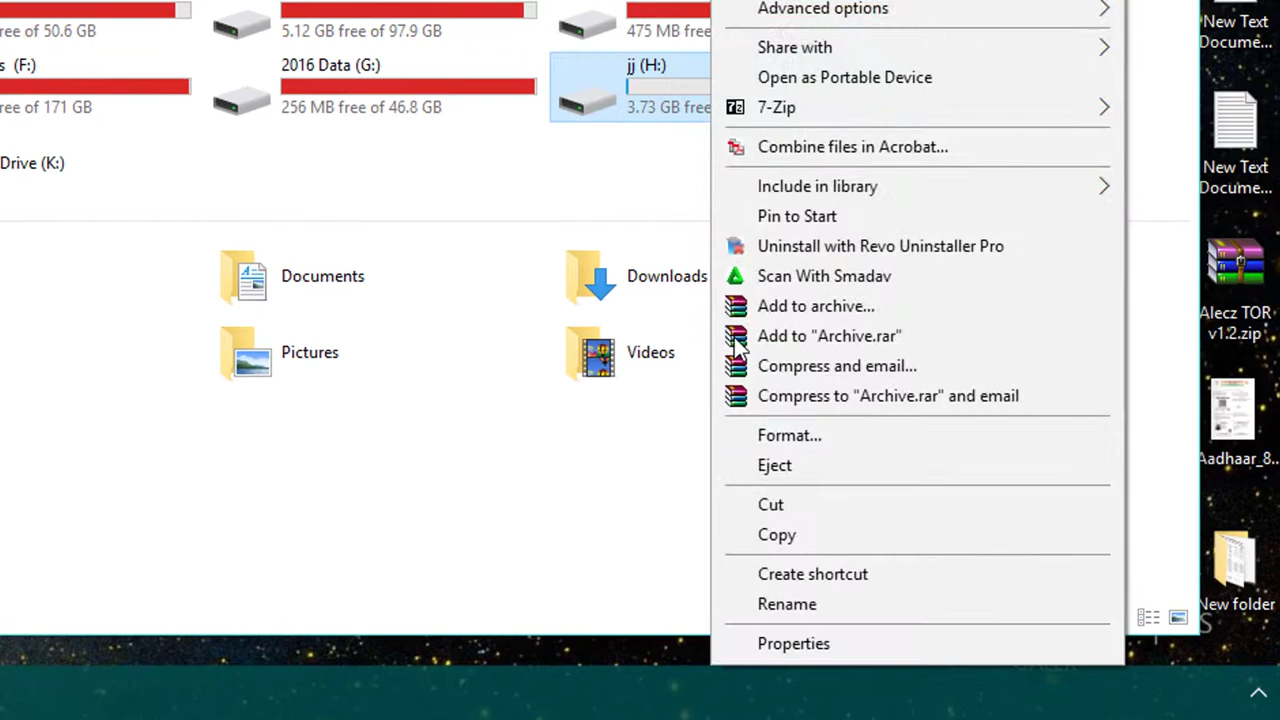 free of 50.6 GB
5.12 GB free of 97.9 GB
475 MB free
s (F:)
free of 171 GB
2016 Data (G:)
256 MB free of 46.8 GB
jj (H:)
3.73 GB free
Drive (K:)
Documents
Downloads
Pictures
Videos
Advanced options
Share with
Open as Portable Device
7-Zip
Combine files in Acrobat...
Include in library
Pin to Start
Uninstall with Revo Uninstaller Pro
Scan With Smadav
Add to archive...
Add to "Archive.rar"
Compress and email...
Compress to "Archive.rar" and email
Format...
Eject
Cut
Copy
Create shortcut
Rename
Properties
New Text
Docume...
New Text
Docume...
Alecz TOR
v1.2.zip
Aadhaar_8...
New folder